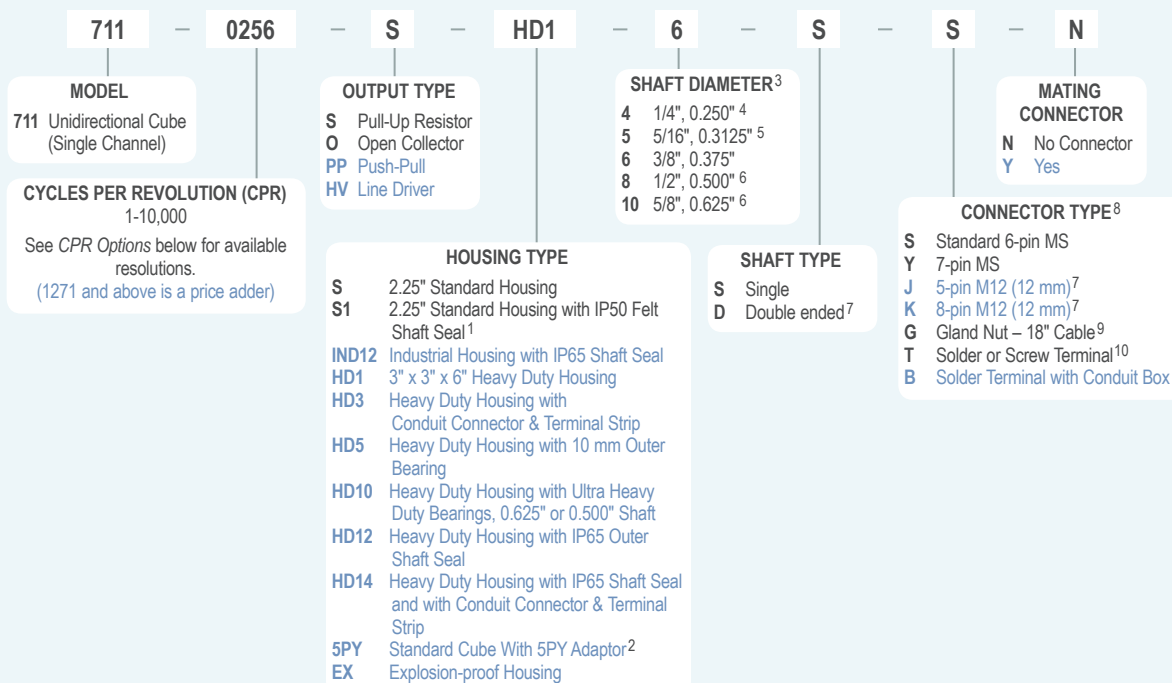 711 – 0256 – S – HD1 – 6 – S – S – N
MODEL
711 Unidirectional Cube
(Single Channel)
CYCLES PER REVOLUTION (CPR)
1-10,000
See CPR Options below for available
resolutions.
(1271 and above is a price adder)
OUTPUT TYPE
S Pull-Up Resistor
O Open Collector
PP Push-Pull
HV Line Driver
HOUSING TYPE
S 2.25" Standard Housing
S1 2.25" Standard Housing with IP50 Felt
Shaft Seal1
IND12 Industrial Housing with IP65 Shaft Seal
HD1 3" x 3" x 6" Heavy Duty Housing
HD3 Heavy Duty Housing with
Conduit Connector & Terminal Strip
HD5 Heavy Duty Housing with 10 mm Outer
Bearing
HD10 Heavy Duty Housing with Ultra Heavy
Duty Bearings, 0.625" or 0.500" Shaft
HD12 Heavy Duty Housing with IP65 Outer
Shaft Seal
HD14 Heavy Duty Housing with IP65 Shaft Seal
and with Conduit Connector & Terminal
Strip
5PY Standard Cube With 5PY Adaptor2
EX Explosion-proof Housing
SHAFT DIAMETER3
4 1/4", 0.250" 4
5 5/16", 0.3125" 5
6 3/8", 0.375"
8 1/2", 0.500" 6
10 5/8", 0.625" 6
SHAFT TYPE
S Single
D Double ended7
MATING
CONNECTOR
N No Connector
Y Yes
CONNECTOR TYPE8
S Standard 6-pin MS
Y 7-pin MS
J 5-pin M12 (12 mm)7
K 8-pin M12 (12 mm)7
G Gland Nut – 18" Cable9
T Solder or Screw Terminal10
B Solder Terminal with Conduit Box